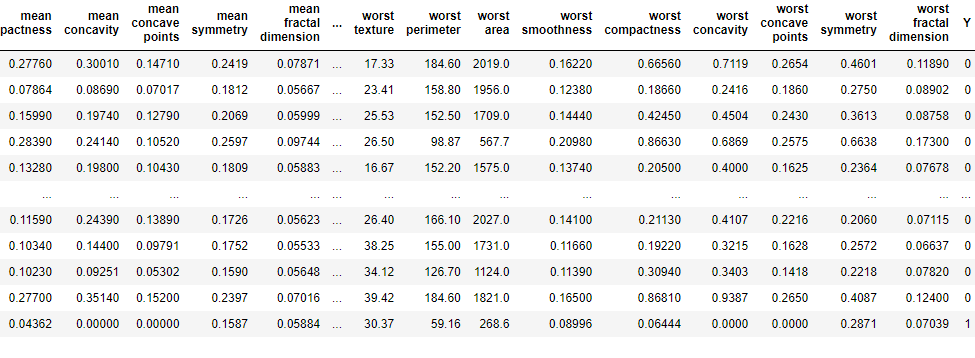 mean pactness mean concavity mean concave points mean symmetry mean fractal dimension ... worst texture worst perimeter worst area worst smoothness worst compactness worst concavity worst concave points worst symmetry worst fractal dimension Y
0.27760 0.30010 0.14710 0.2419 0.07871 ... 17.33 184.60 2019.0 0.16220 0.66560 0.7119 0.2654 0.4601 0.11890 0
0.07864 0.08690 0.07017 0.1812 0.05667 ... 23.41 158.80 1956.0 0.12380 0.18660 0.2416 0.1860 0.2750 0.08902 0
0.15990 0.19740 0.12790 0.2069 0.05999 ... 25.53 152.50 1709.0 0.14440 0.42450 0.4504 0.2430 0.3613 0.08758 0
0.28390 0.24140 0.10520 0.2597 0.09744 ... 26.50 98.87 567.7 0.20980 0.86630 0.6869 0.2575 0.6638 0.17300 0
0.13280 0.19800 0.10430 0.1809 0.05883 ... 16.67 152.20 1575.0 0.13740 0.20500 0.4000 0.1625 0.2364 0.07678 0
... ... ... ... ... ... ... ... ... ... ... ... ... ... ... ...
0.11590 0.24390 0.13890 0.1726 0.05623 ... 26.40 166.10 2027.0 0.14100 0.21130 0.4107 0.2216 0.2060 0.07115 0
0.10340 0.14400 0.09791 0.1752 0.05533 ... 38.25 155.00 1731.0 0.11660 0.19220 0.3215 0.1628 0.2572 0.06637 0
0.10230 0.09251 0.05302 0.1590 0.05648 ... 34.12 126.70 1124.0 0.11390 0.30940 0.3403 0.1418 0.2218 0.07820 0
0.27700 0.35140 0.15200 0.2397 0.07016 ... 39.42 184.60 1821.0 0.16500 0.86810 0.9387 0.2650 0.4087 0.12400 0
0.04362 0.00000 0.00000 0.1587 0.05884 ... 30.37 59.16 268.6 0.08996 0.06444 0.0000 0.0000 0.2871 0.07039 1